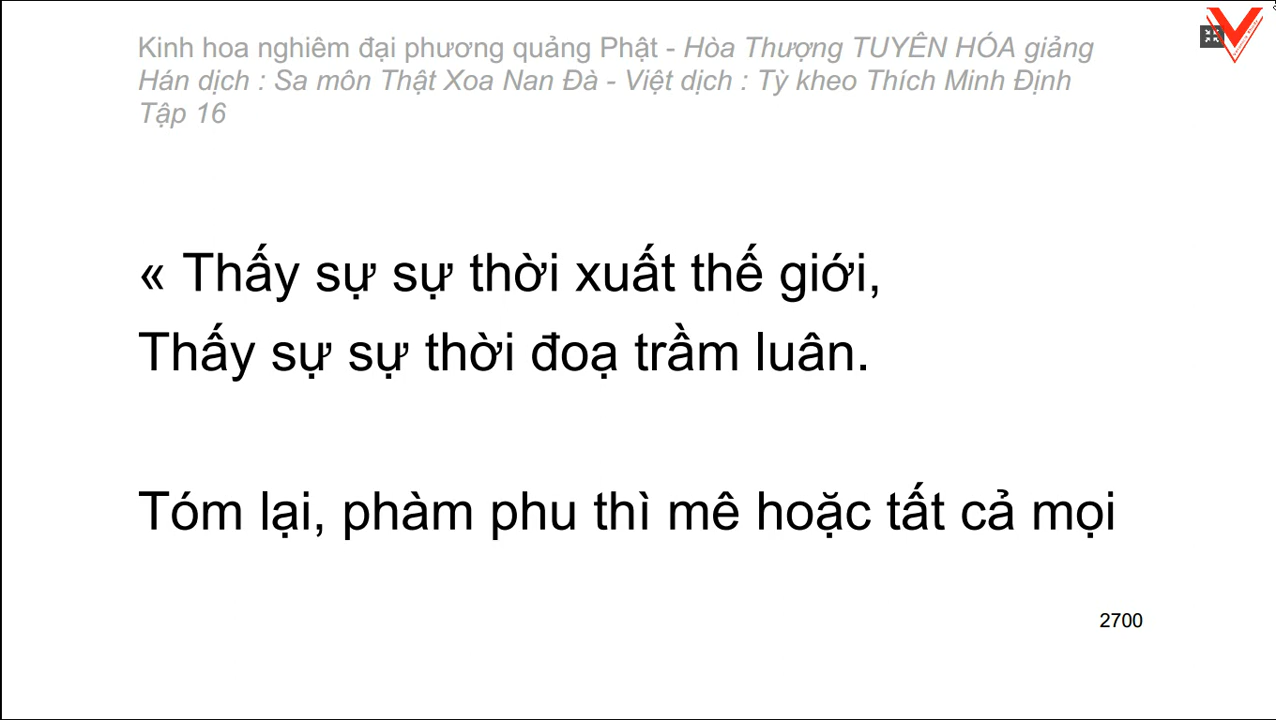 Kinh hoa nghiêm đại phương quảng Phật - Hòa Thượng TUYÊN HÓA giảng
Hán dịch : Sa môn Thật Xoa Nan Đà - Việt dịch : Tỳ kheo Thích Minh Định
Tập 16
« Thấy sự sự thời xuất thế giới,
Thấy sự sự thời đoạ trầm luân.
Tóm lại, phàm phu thì mê hoặc tất cả mọi
2700